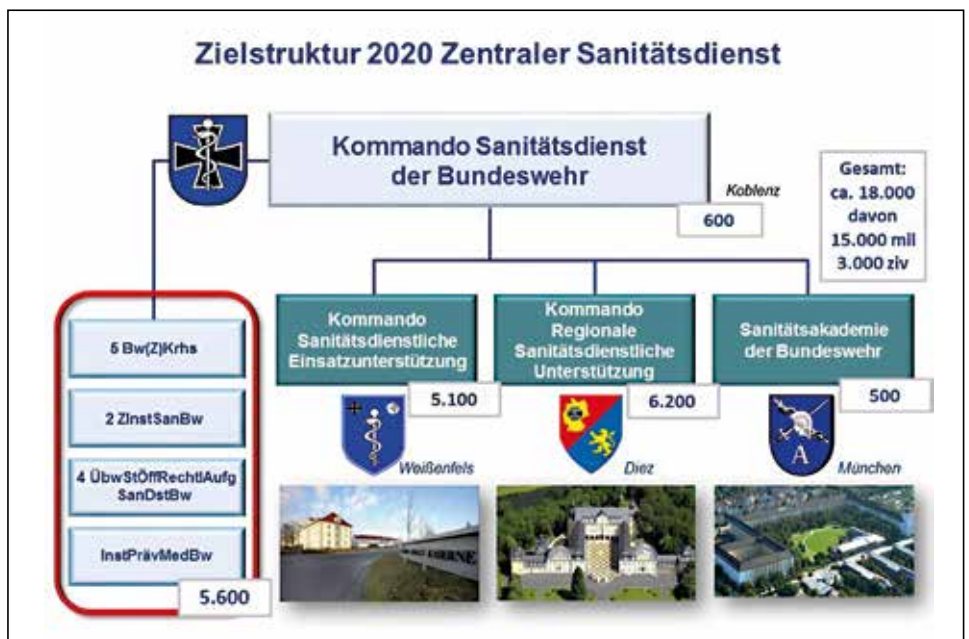 Zielstruktur 2020 Zentraler Sanitätsdienst
Kommando Sanitätsdienst
der Bundeswehr
Koblenz
600
Gesamt:
ca. 18.000
davon
15.000 mil
3.000 ziv
5 Bw(Z)Krhs
2 ZInstSanBw
4 ÜbwStÖffRechtlAufg
SanDstBw
InstPrävMedBw
5.600
Kommando
Sanitätsdienstliche
Einsatzunterstützung
5.100
Weißenfels
Kommando
Regionale
Sanitätsdienstliche
Unterstützung
6.200
Diez
Sanitätsakademie
der Bundeswehr
500
A
München